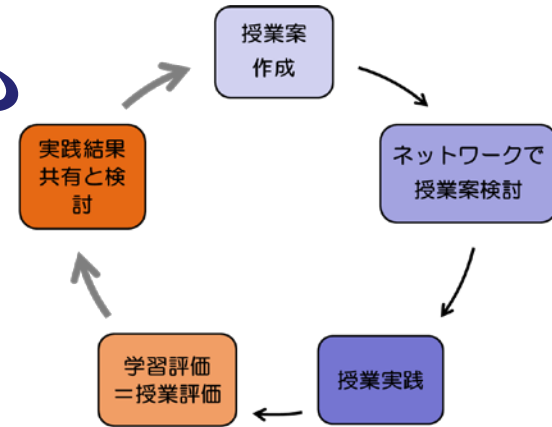 授業案
作成
ネットワークで
授業案検討
授業実践
学習評価
＝授業評価
実践結果
共有と検
討